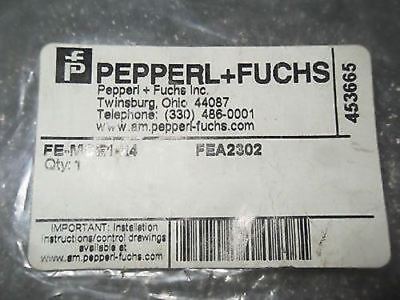 PEPPERL+FUCHS
Pepperl + Fuchs Inc.
Twinsburg, Ohio 44087
Telephone: (330) 486-0001
www.am.pepperl-fuchs.com
453665
FEA2302
Qty: 1
IMPORTANT: Installation
instructions/control drawings
available at
www.am.pepperl-fuchs.com